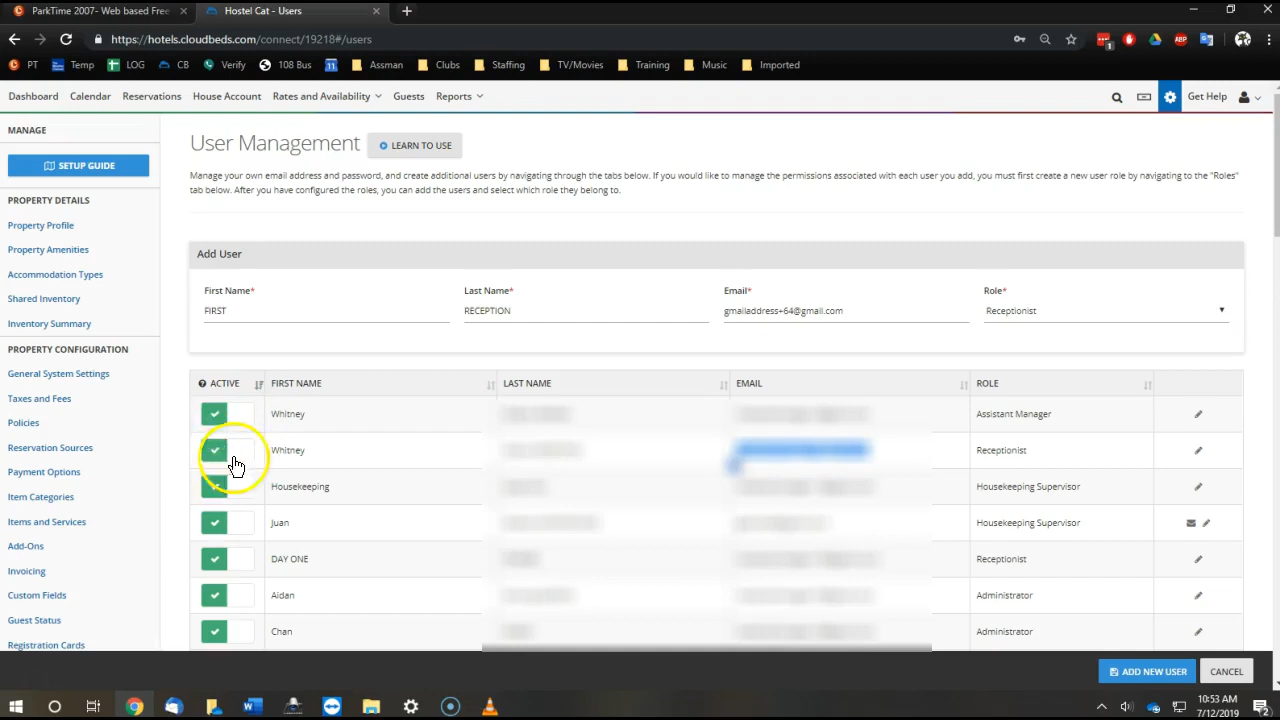 ParkTime 2007- Web based Free
Hostel Cat - Users
https://hotels.cloudbeds.com/connect/19218#/users
PT Temp LOG CB Verify 108 Bus 11 Assman Clubs Staffing TV/Movies Training Music Imported
Dashboard Calendar Reservations House Account Rates and Availability Guests Reports Get Help
MANAGE
SETUP GUIDE
PROPERTY DETAILS
Property Profile
Property Amenities
Accommodation Types
Shared Inventory
Inventory Summary
PROPERTY CONFIGURATION
General System Settings
Taxes and Fees
Policies
Reservation Sources
Payment Options
Item Categories
Items and Services
Add-Ons
Invoicing
Custom Fields
Guest Status
Registration Cards
User Management LEARN TO USE
Manage your own email address and password, and create additional users by navigating through the tabs below. If you would like to manage the permissions associated with each user you add, you must first create a new user role by navigating to the "Roles"
tab below. After you have configured the roles, you can add the users and select which role they belong to.
Add User
First Name* Last Name* Email* Role*
FIRST RECEPTION gmailaddress+64@gmail.com Receptionist
ACTIVE FIRST NAME LAST NAME EMAIL ROLE
Whitney Assistant Manager
Whitney Receptionist
Housekeeping Housekeeping Supervisor
Juan Housekeeping Supervisor
DAY ONE Receptionist
Aidan Administrator
Chan Administrator
ADD NEW USER CANCEL
10:53 AM
7/12/2019